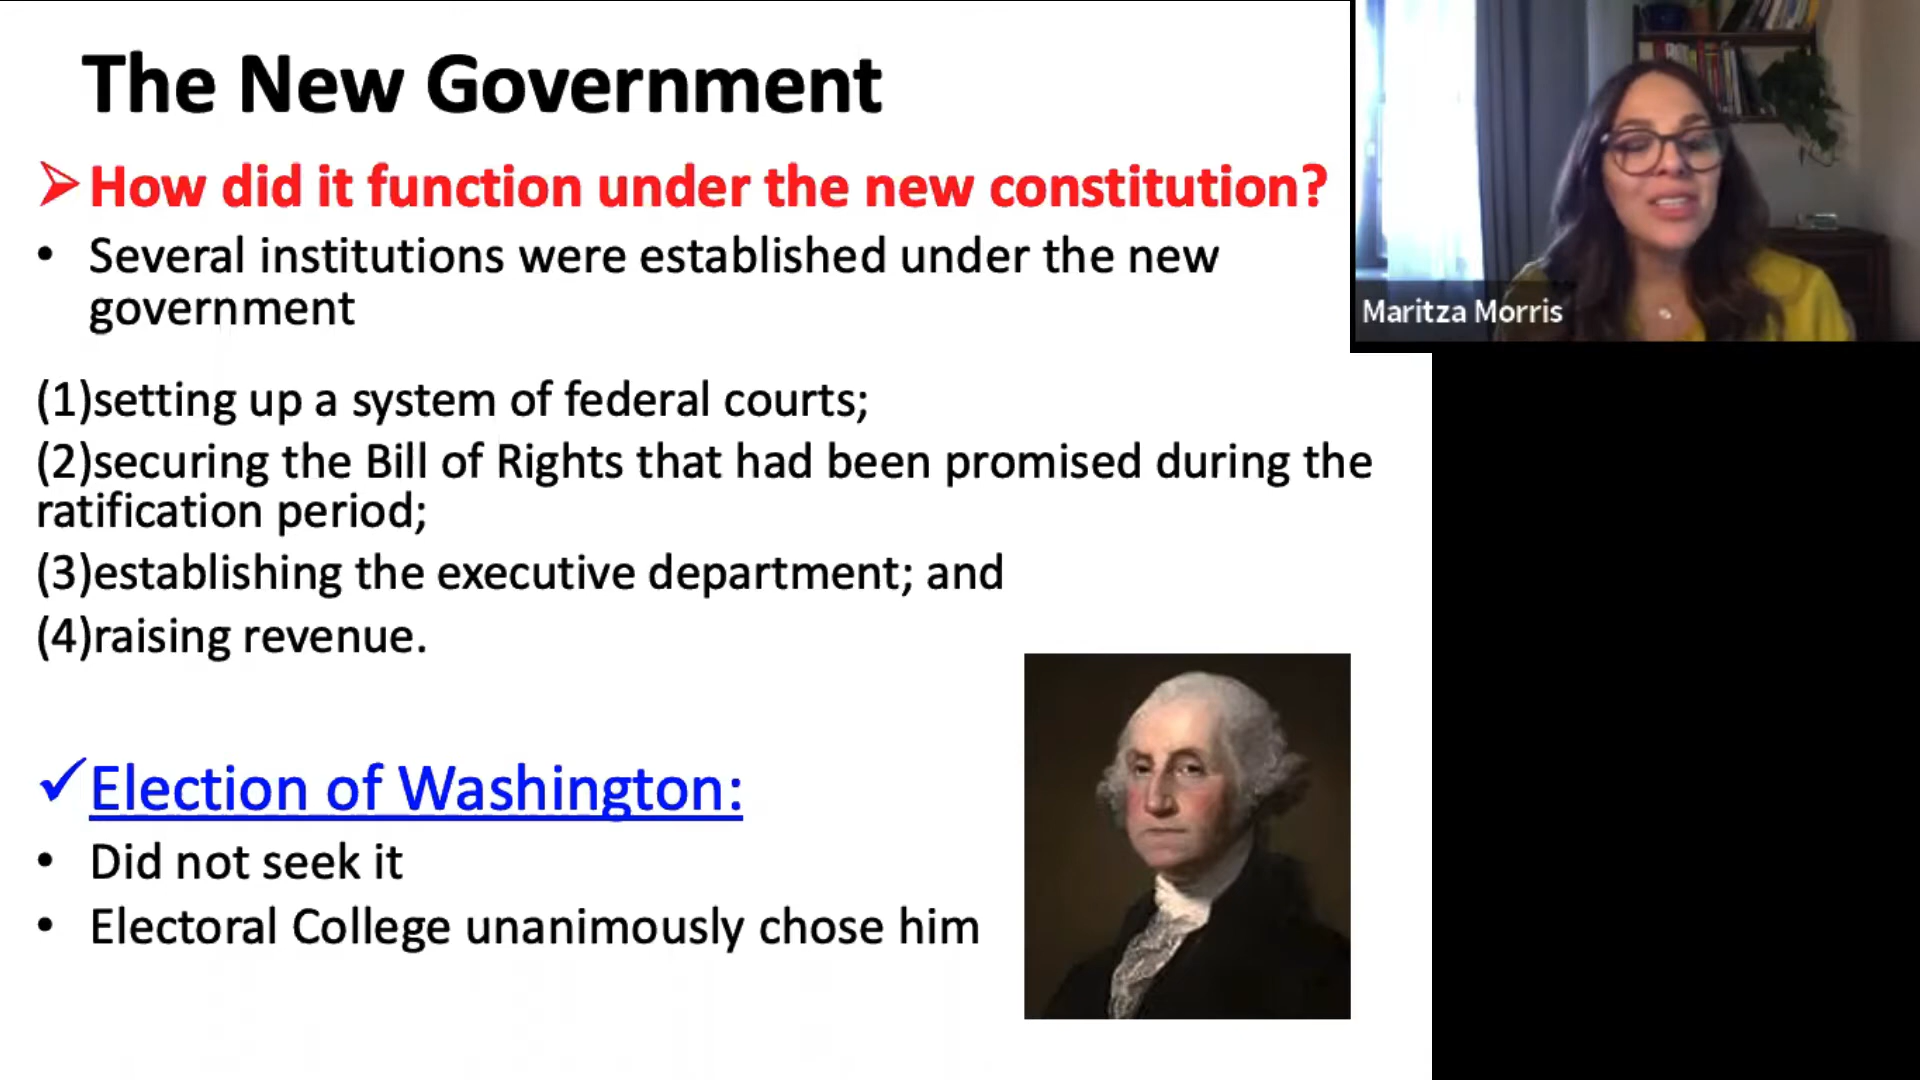 The New Government
➢How did it function under the new constitution?
• Several institutions were established under the new
government
(1)setting up a system of federal courts;
(2)securing the Bill of Rights that had been promised during the
ratification period;
(3)establishing the executive department; and
(4)raising revenue.
✓Election of Washington:
• Did not seek it
• Electoral College unanimously chose him
Maritza Morris